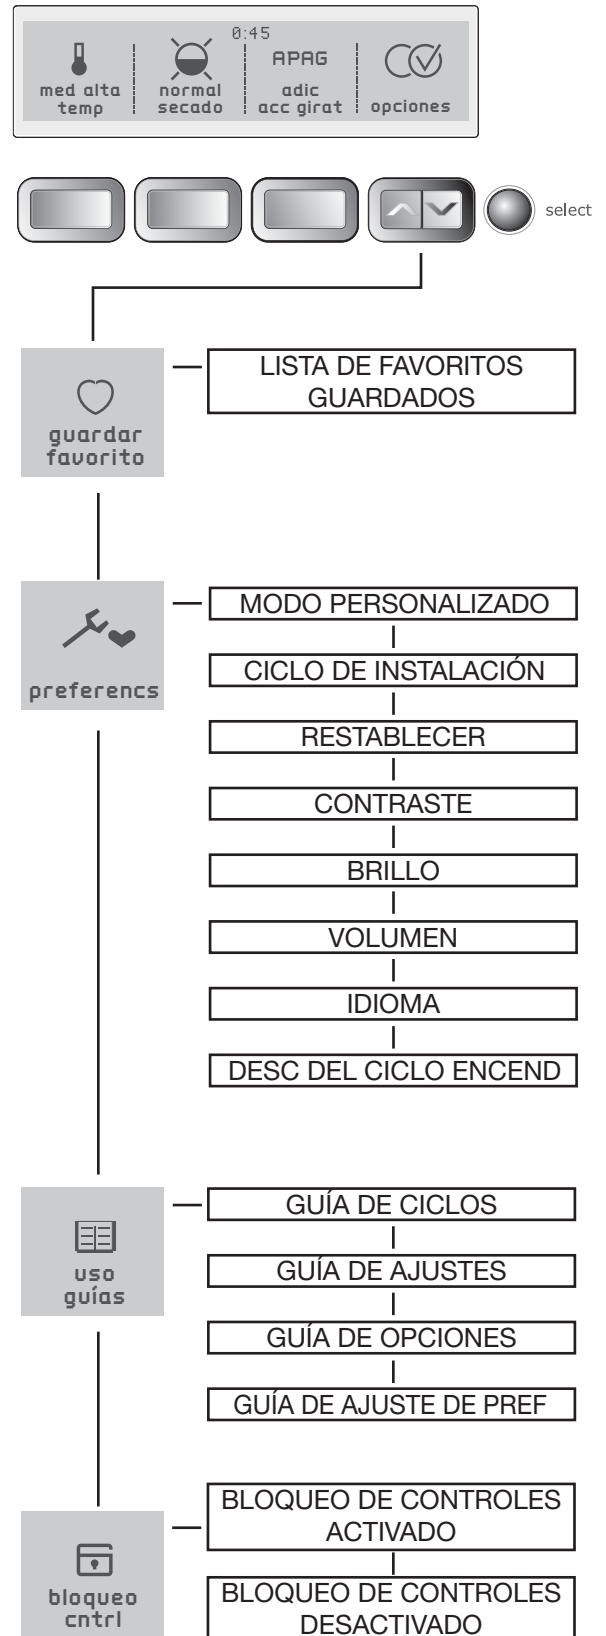 0:45
APAG
med alta
temp
normal
secado
adic
acc girat
opciones
select
guardar
favorito
LISTA DE FAVORITOS
GUARDADOS
preferencs
MODO PERSONALIZADO
CICLO DE INSTALACIÓN
RESTABLECER
CONTRASTE
BRILLO
VOLUMEN
IDIOMA
DESC DEL CICLO ENCEND
uso
guías
GUÍA DE CICLOS
GUÍA DE AJUSTES
GUÍA DE OPCIONES
GUÍA DE AJUSTE DE PREF
bloqueo
cntrl
BLOQUEO DE CONTROLES
ACTIVADO
BLOQUEO DE CONTROLES
DESACTIVADO